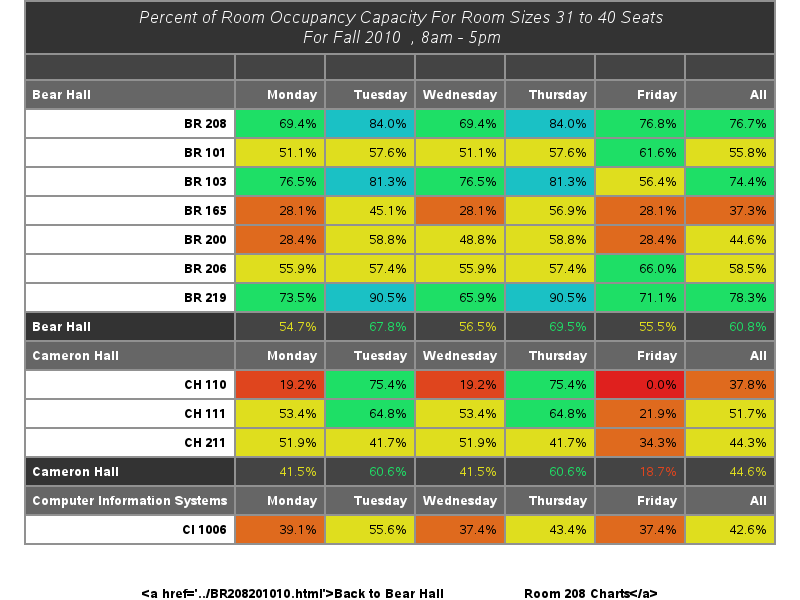 Percent of Room Occupancy Capacity For Room Sizes 31 to 40 Seats
For Fall 2010 , 8am - 5pm
Bear Hall Monday Tuesday Wednesday Thursday Friday All
BR 208 69.4% 84.0% 69.4% 84.0% 76.8% 76.7%
BR 101 51.1% 57.6% 51.1% 57.6% 61.6% 55.8%
BR 103 76.5% 81.3% 76.5% 81.3% 56.4% 74.4%
BR 165 28.1% 45.1% 28.1% 56.9% 28.1% 37.3%
BR 200 28.4% 58.8% 48.8% 58.8% 28.4% 44.6%
BR 206 55.9% 57.4% 55.9% 57.4% 66.0% 58.5%
BR 219 73.5% 90.5% 65.9% 90.5% 71.1% 78.3%
Bear Hall 54.7% 67.8% 56.5% 69.5% 55.5% 60.8%
Cameron Hall Monday Tuesday Wednesday Thursday Friday All
CH 110 19.2% 75.4% 19.2% 75.4% 0.0% 37.8%
CH 111 53.4% 64.8% 53.4% 64.8% 21.9% 51.7%
CH 211 51.9% 41.7% 51.9% 41.7% 34.3% 44.3%
Cameron Hall 41.5% 60.6% 41.5% 60.6% 18.7% 44.6%
Computer Information Systems Monday Tuesday Wednesday Thursday Friday All
CI 1006 39.1% 55.6% 37.4% 43.4% 37.4% 42.6%
<a href='../BR208201010.html'>Back to Bear Hall Room 208 Charts</a>